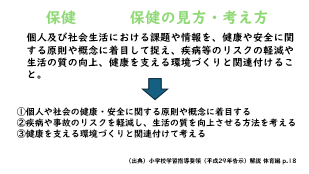 保健　保健の見方・考え方
個人及び社会生活における課題や情報を、健康や安全に関
する原則や概念に着目して捉え、疾病等のリスクの軽減や
生活の質の向上、健康を支える環境づくりと関連付けるこ
と。
①個人や社会の健康・安全に関する原則や概念に着目する
②疾病や事故のリスクを軽減し、生活の質を向上させる方法を考える
③健康を支える環境づくりと関連付けて考える
（出典）小学校学習指導要領（平成29年告示）解説 体育編 p.18